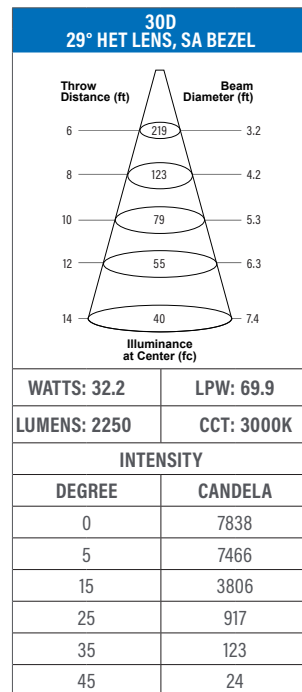 30D
29° HET LENS, SA BEZEL
Throw Distance (ft)
Beam Diameter (ft)
6 219 3.2
8 123 4.2
10 79 5.3
12 55 6.3
14 40 7.4
Illuminance
at Center (fc)
WATTS: 32.2 LPW: 69.9
LUMENS: 2250 CCT: 3000K
INTENSITY
DEGREE CANDELA
0 7838
5 7466
15 3806
25 917
35 123
45 24